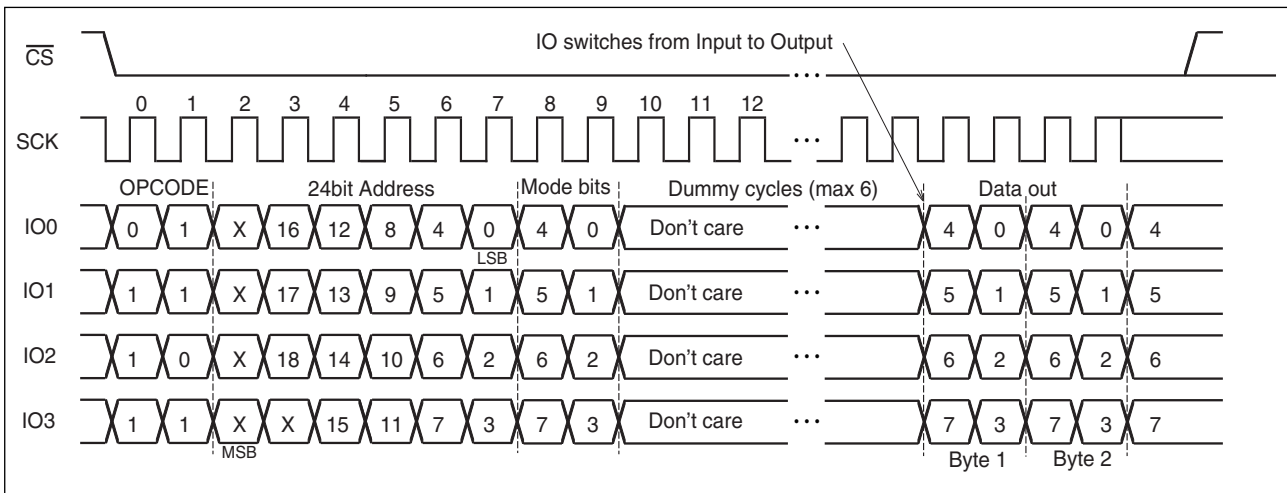 IO switches from Input to Output
CS
...
0 1 2 3 4 5 6 7 8 9 10 11 12
SCK
...
OPCODE 24bit Address Mode bits Dummy cycles (max 6) Data out
IO0 0 1 X 16 12 8 4 0 4 0 Don't care ... 4 0 4 0 4
LSB
IO1 1 1 X 17 13 9 5 1 5 1 Don't care ... 5 1 5 1 5
IO2 1 0 X 18 14 10 6 2 6 2 Don't care ... 6 2 6 2 6
IO3 1 1 X X 15 11 7 3 7 3 Don't care ... 7 3 7 3 7
MSB
Byte 1 Byte 2